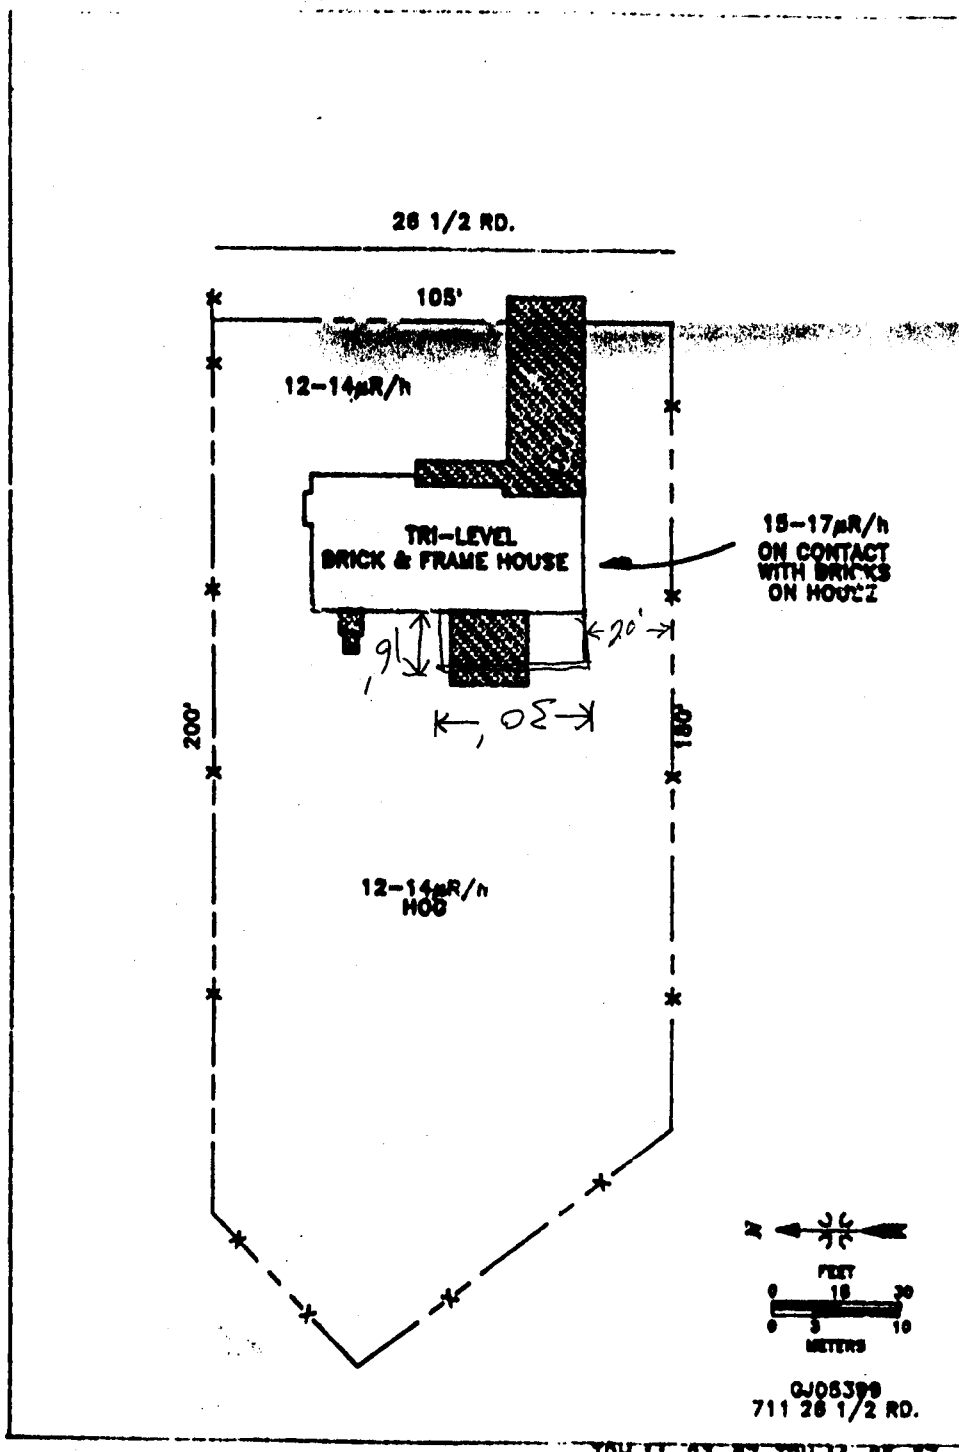 26 1/2 RD.
105'
12-14µR/h
TRI-LEVEL
BRICK & FRAME HOUSE
15-17µR/h
ON CONTACT
WITH BRICKS
ON HOUSE
20'
16'
30'
200'
180'
12-14µR/h
HOG
N
FEET
0 15 30
0 3 10
METERS
GJ05399
711 26 1/2 RD.